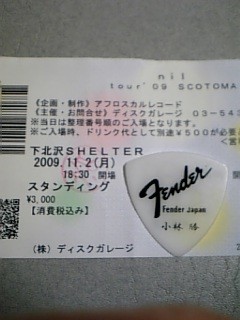 nil
tour'09 SCOTOMA
《企画・制作》アフロスカルレコード
《主催・お問合せ》ディスクガレージ 03-543
※当日は整理番号順のご入場となります。
※ご入場時、ドリンク代として別途¥500が必要
下北沢SHELTER
2009.11.2(月)
18:30 開場
スタンディング
¥3,000
【消費税込み】
(株)ディスクガレージ
Fender
Fender Japan
小林 勝